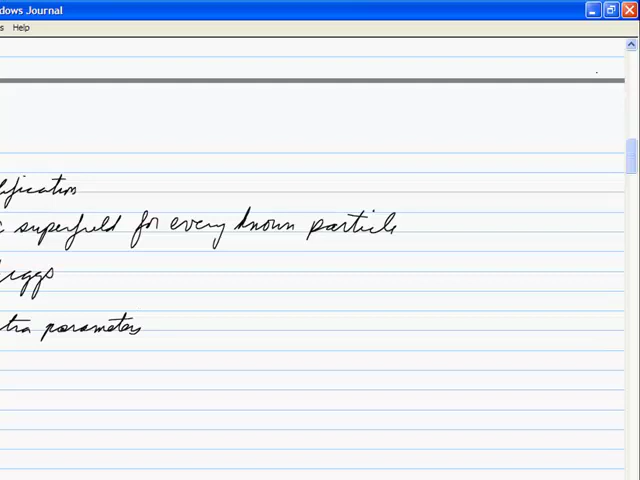 dows Journal
s Help
ification
c superfield for every known particle
iggs
tra parameters